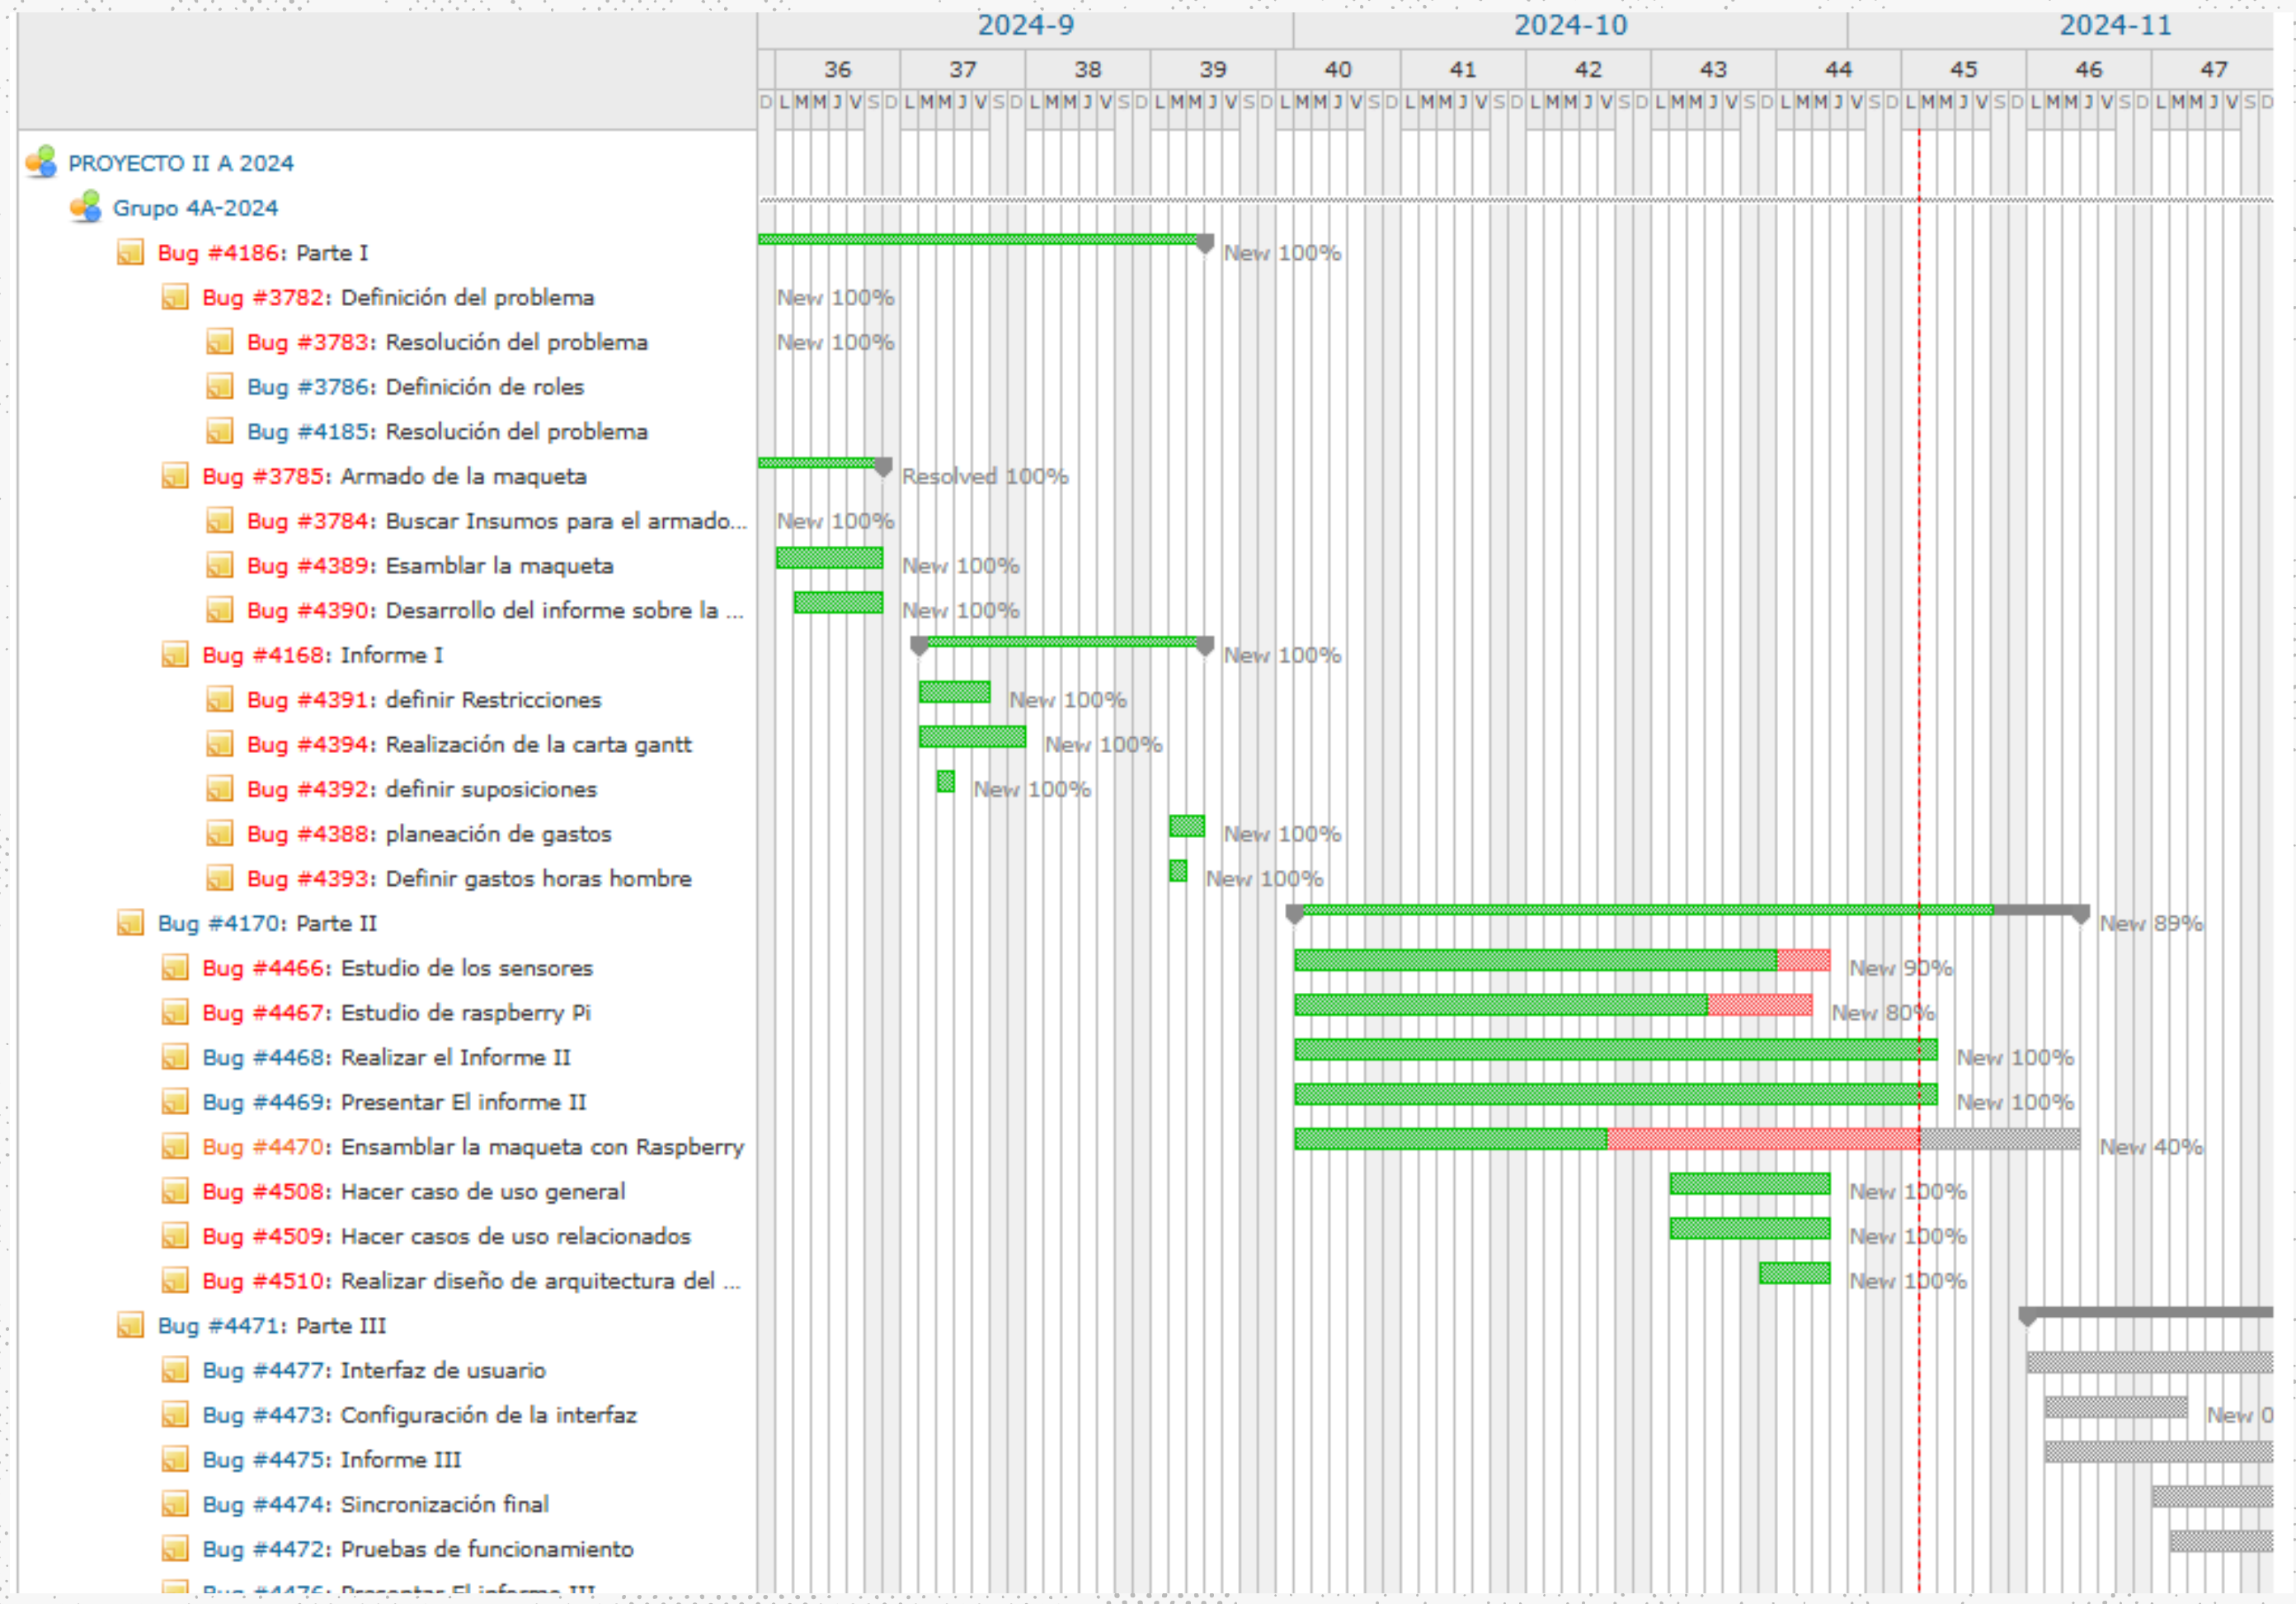 2024-9 2024-10 2024-11
36 37 38 39 40 41 42 43 44 45 46 47
D L M M J V S D L M M J V S D L M M J V S D L M M J V S D L M M J V S D L M M J V S D L M M J V S D L M M J V S D L M M J V S D L M M J V S D L M M J V S D L M M J V S D
PROYECTO II A 2024
Grupo 4A-2024
Bug #4186: Parte I New 100%
Bug #3782: Definición del problema New 100%
Bug #3783: Resolución del problema New 100%
Bug #3786: Definición de roles
Bug #4185: Resolución del problema
Bug #3785: Armado de la maqueta Resolved 100%
Bug #3784: Buscar Insumos para el armado... New 100%
Bug #4389: Esamblar la maqueta New 100%
Bug #4390: Desarrollo del informe sobre la ... New 100%
Bug #4168: Informe I New 100%
Bug #4391: definir Restricciones New 100%
Bug #4394: Realización de la carta gantt New 100%
Bug #4392: definir suposiciones New 100%
Bug #4388: planeación de gastos New 100%
Bug #4393: Definir gastos horas hombre New 100%
Bug #4170: Parte II New 89%
Bug #4466: Estudio de los sensores New 90%
Bug #4467: Estudio de raspberry Pi New 80%
Bug #4468: Realizar el Informe II New 100%
Bug #4469: Presentar El informe II New 100%
Bug #4470: Ensamblar la maqueta con Raspberry New 40%
Bug #4508: Hacer caso de uso general New 100%
Bug #4509: Hacer casos de uso relacionados New 100%
Bug #4510: Realizar diseño de arquitectura del ... New 100%
Bug #4471: Parte III
Bug #4477: Interfaz de usuario
Bug #4473: Configuración de la interfaz New 0
Bug #4475: Informe III
Bug #4474: Sincronización final
Bug #4472: Pruebas de funcionamiento
Bug #4476: Presentar El informe III